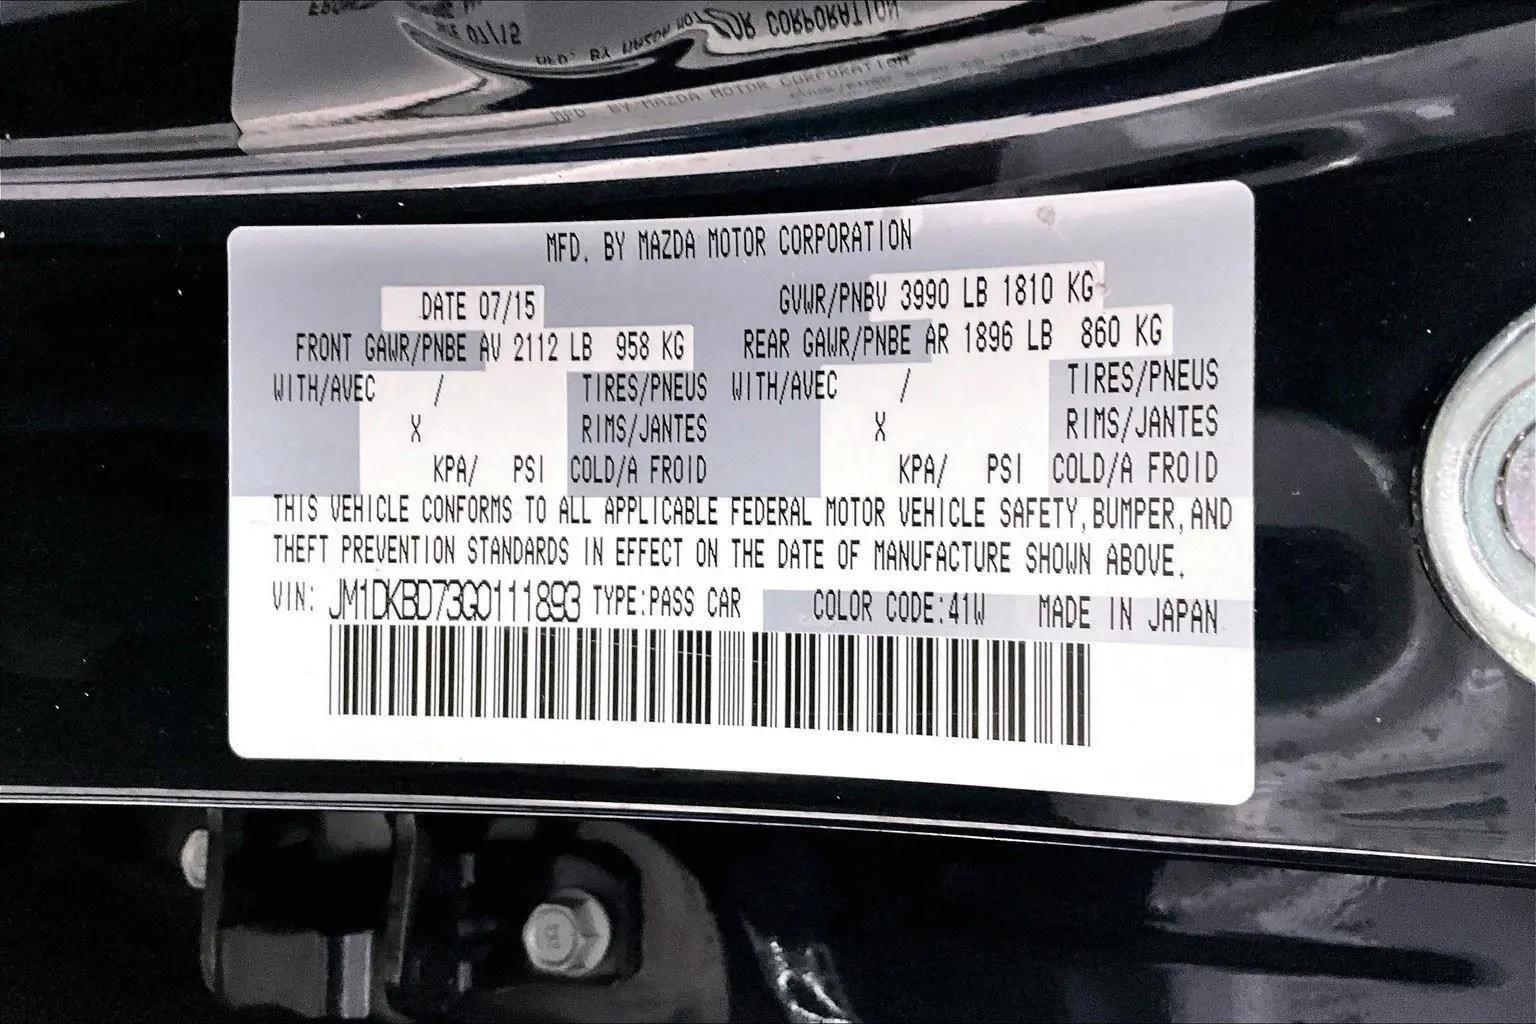 MFD. BY MAZDA MOTOR CORPORATION
DATE 07/15 GVWR/PNBV 3990 LB 1810 KG
FRONT GAWR/PNBE AV 2112 LB 958 KG REAR GAWR/PNBE AR 1896 LB 860 KG
WITH/AVEC / TIRES/PNEUS WITH/AVEC / TIRES/PNEUS
X RIMS/JANTES X RIMS/JANTES
KPA/ PSI COLD/A FROID KPA/ PSI COLD/A FROID
THIS VEHICLE CONFORMS TO ALL APPLICABLE FEDERAL MOTOR VEHICLE SAFETY, BUMPER, AND
THEFT PREVENTION STANDARDS IN EFFECT ON THE DATE OF MANUFACTURE SHOWN ABOVE.
VIN: JM1DKBD73G0111893 TYPE:PASS CAR COLOR CODE:41W MADE IN JAPAN